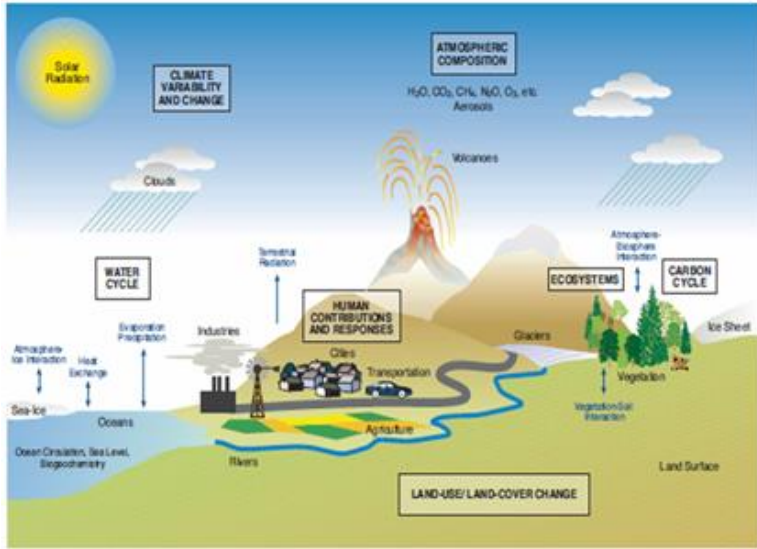 Solar
Radiation
CLIMATE
VARIABILITY
AND CHANGE
ATMOSPHERIC
COMPOSITION
H₂O, CO₂, CH₄, N₂O, O₃, etc.
Aerosols
Volcanoes
Clouds
WATER
CYCLE
Terrestrial
Radiation
Atmosphere-
Biosphere
Interaction
ECOSYSTEMS
CARBON
CYCLE
HUMAN
CONTRIBUTIONS
AND RESPONSES
Evaporation
Precipitation
Industries
Glaciers
Ice Sheet
Atmosphere-
Ice Interaction
Heat
Exchange
Cities
Transportation
Vegetation
Sea-Ice
Oceans
Agriculture
Vegetation-Soil
Interaction
Ocean Circulation, Sea Level,
Biogeochemistry
Rivers
Land Surface
LAND-USE/ LAND-COVER CHANGE